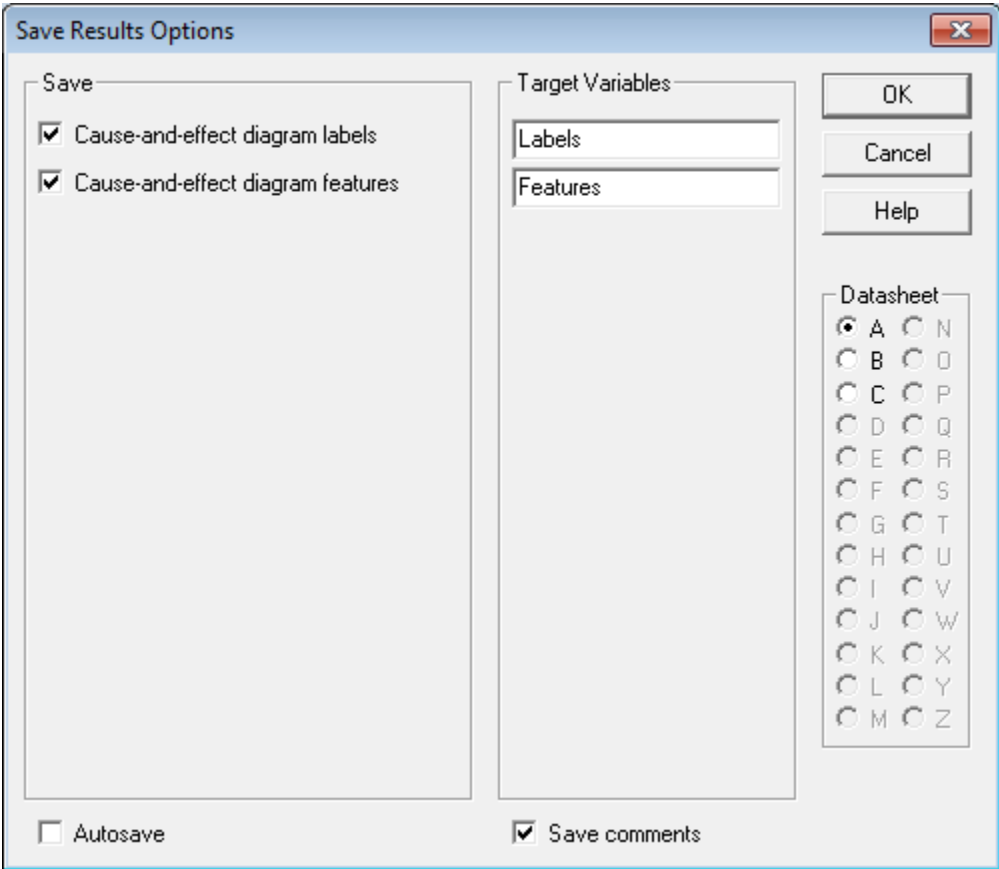 Save Results Options
Save
Cause-and-effect diagram labels
Cause-and-effect diagram features
Target Variables
Labels
Features
OK
Cancel
Help
Datasheet
A N
B O
C P
D Q
E R
F S
G T
H U
I V
J W
K X
L Y
M Z
Autosave
Save comments